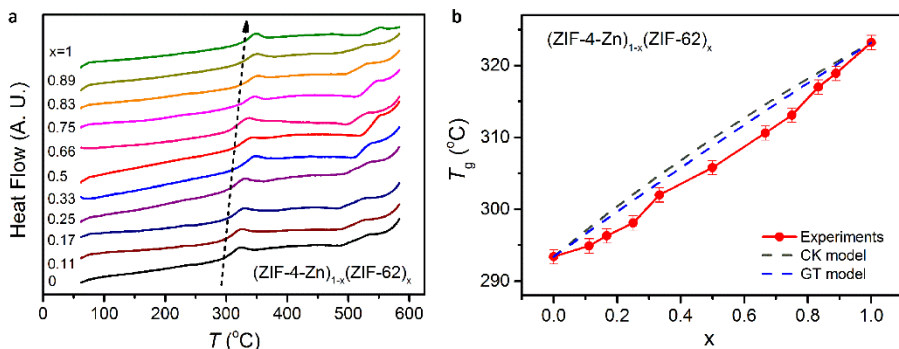 a
Heat Flow (A. U.)
x=1
0.89
0.83
0.75
0.66
0.5
0.33
0.25
0.17
0.11
0
(ZIF-4-Zn)1-x(ZIF-62)x
0 100 200 300 400 500 600
T (°C)
b
(ZIF-4-Zn)1-x(ZIF-62)x
Tg (°C)
320
310
300
290
Experiments
CK model
GT model
0.0 0.2 0.4 0.6 0.8 1.0
x